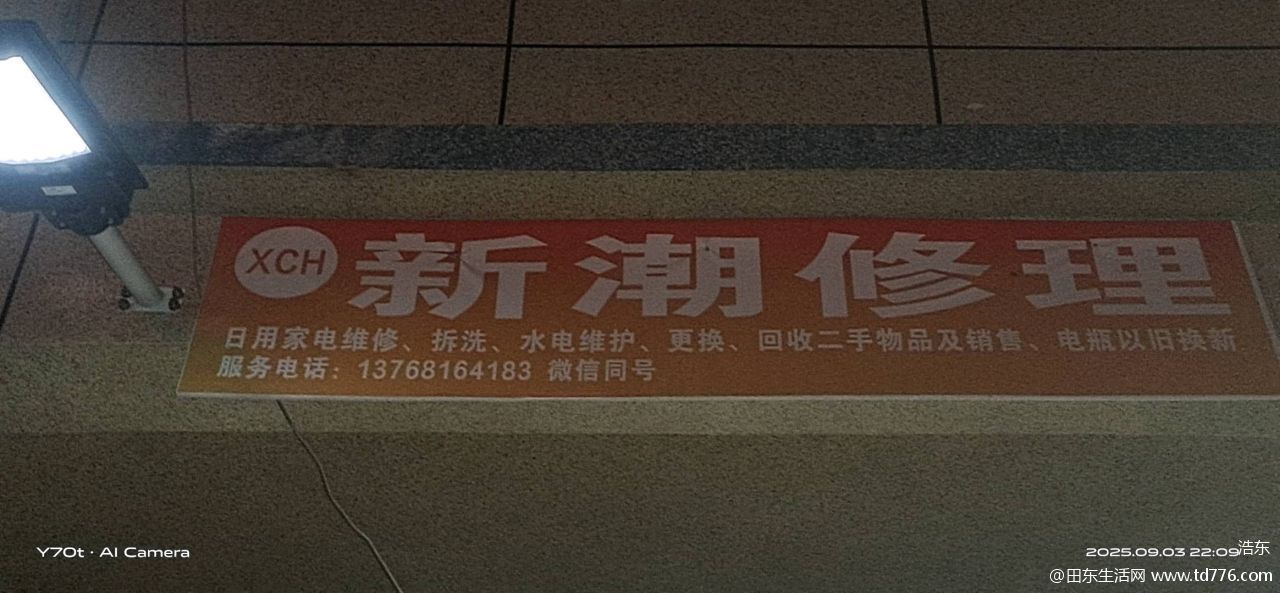 XCH 新潮修理
日用家电维修、拆洗、水电维护、更换、回收二手物品及销售、电瓶以旧换新
服务电话：13768164183 微信同号
Y70t · AI Camera
2025.09.03 22:09
浩东
@田东生活网 www.td776.com